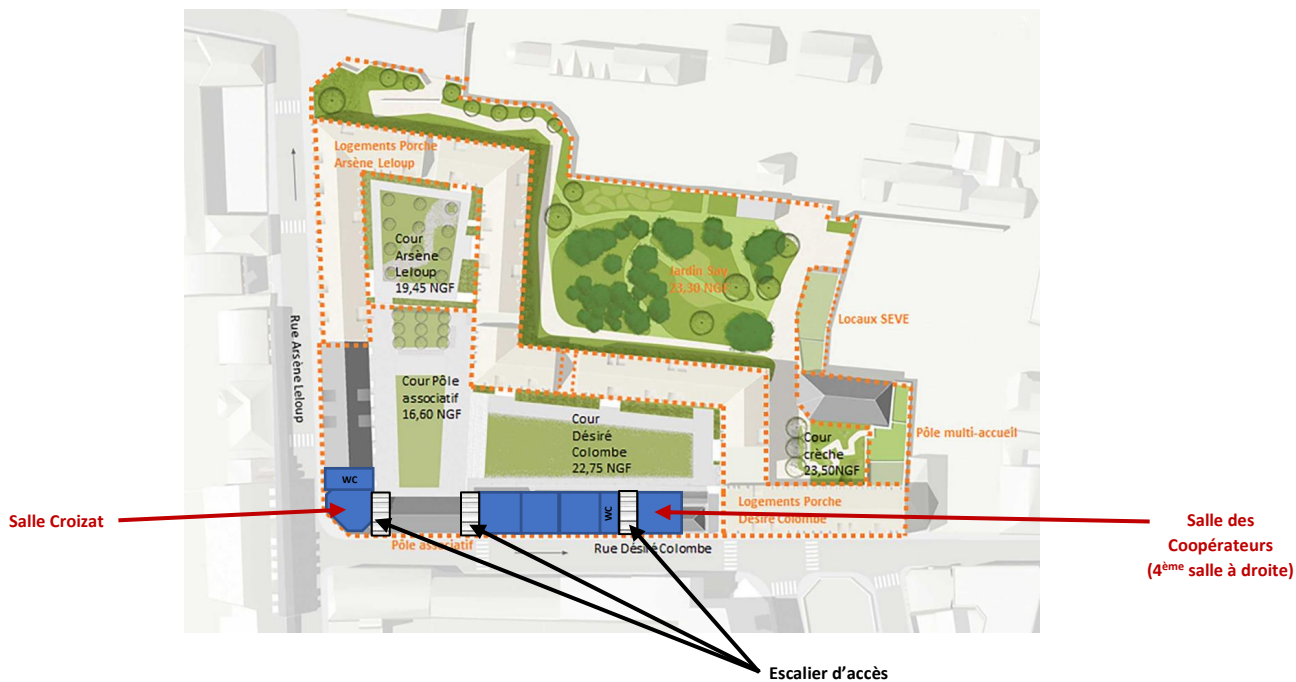 Logements Porche
Arsène Leloup
Cour
Arsène
Leloup
19,45 NGF
Jardin Say
23,30 NGF
Locaux SEVE
Rue Arsène Leloup
Cour Pôle
associatif
16,60 NGF
Cour
Désiré
Colombe
22,75 NGF
Cour
crèche
23,50NGF
Pôle multi-accueil
WC
WC
Logements Porche
Désiré Colombe
Salle Croizat
Pôle associatif
Rue Désiré Colombe
Salle des
Coopérateurs
(4ème salle à droite)
Escalier d’accès